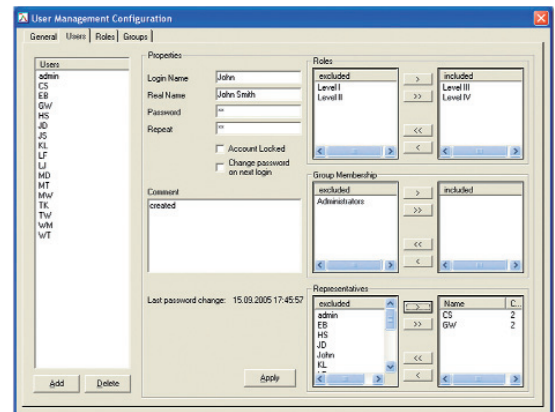 User Management Configuration
General Users Roles Groups
Users
admin
CS
EB
GW
HS
JD
JS
KL
LF
LJ
MD
MT
MW
TK
TW
WM
WT
Add Delete
Properties
Login Name John
Real Name John Smith
Password **
Repeat **
Account Locked
Change password
on next login
Comment
created
Last password change: 15.09.2005 17:45:57
Apply
Roles
excluded > included
Level I Level III
Level II >> Level IV
<<
<
Group Membership
excluded > included
Administrators
>>
<<
<
Representatives
excluded > Name C...
admin CS 2
EB >> GW 2
HS
JD
John <<
KL
<